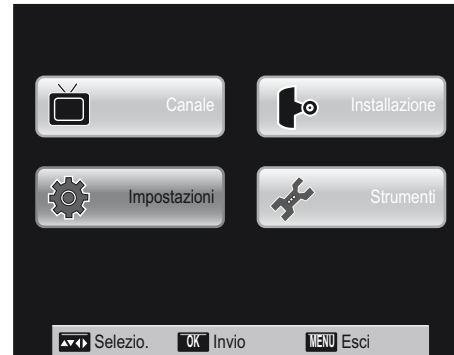 Canale
Installazione
Impostazioni
Strumenti
Selezio. OK Invio MENU Esci